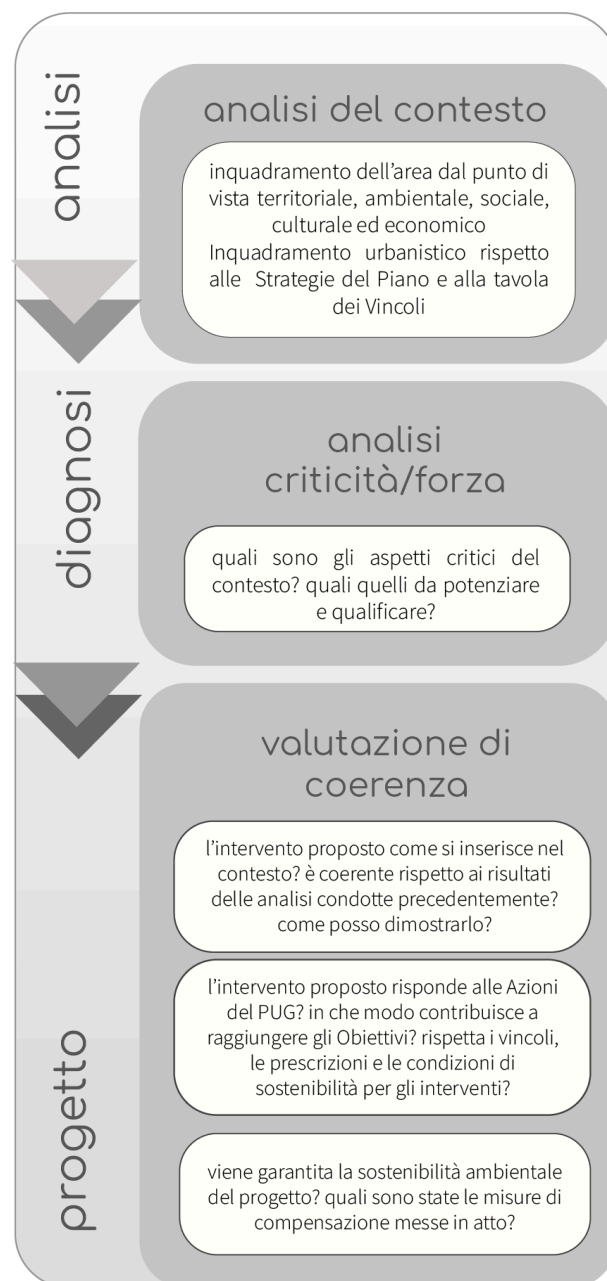 analisi
analisi del contesto
inquadramento dell'area dal punto di
vista territoriale, ambientale, sociale,
culturale ed economico
Inquadramento urbanistico rispetto
alle Strategie del Piano e alla tavola
dei Vincoli
diagnosi
analisi
criticità/forza
quali sono gli aspetti critici del
contesto? quali quelli da potenziare
e qualificare?
progetto
valutazione di
coerenza
l'intervento proposto come si inserisce nel
contesto? è coerente rispetto ai risultati
delle analisi condotte precedentemente?
come posso dimostrarlo?
l'intervento proposto risponde alle Azioni
del PUG? in che modo contribuisce a
raggiungere gli Obiettivi? rispetta i vincoli,
le prescrizioni e le condizioni di
sostenibilità per gli interventi?
viene garantita la sostenibilità ambientale
del progetto? quali sono state le misure di
compensazione messe in atto?